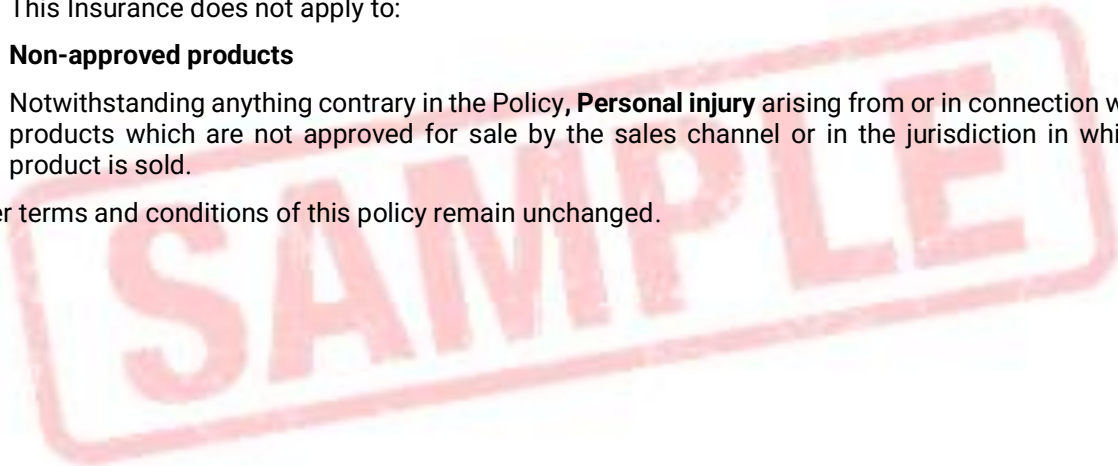 This Insurance does not apply to:
Non-approved products
Notwithstanding anything contrary in the Policy, Personal injury arising from or in connection w
products which are not approved for sale by the sales channel or in the jurisdiction in whi
product is sold.
er terms and conditions of this policy remain unchanged.
SAMPLE